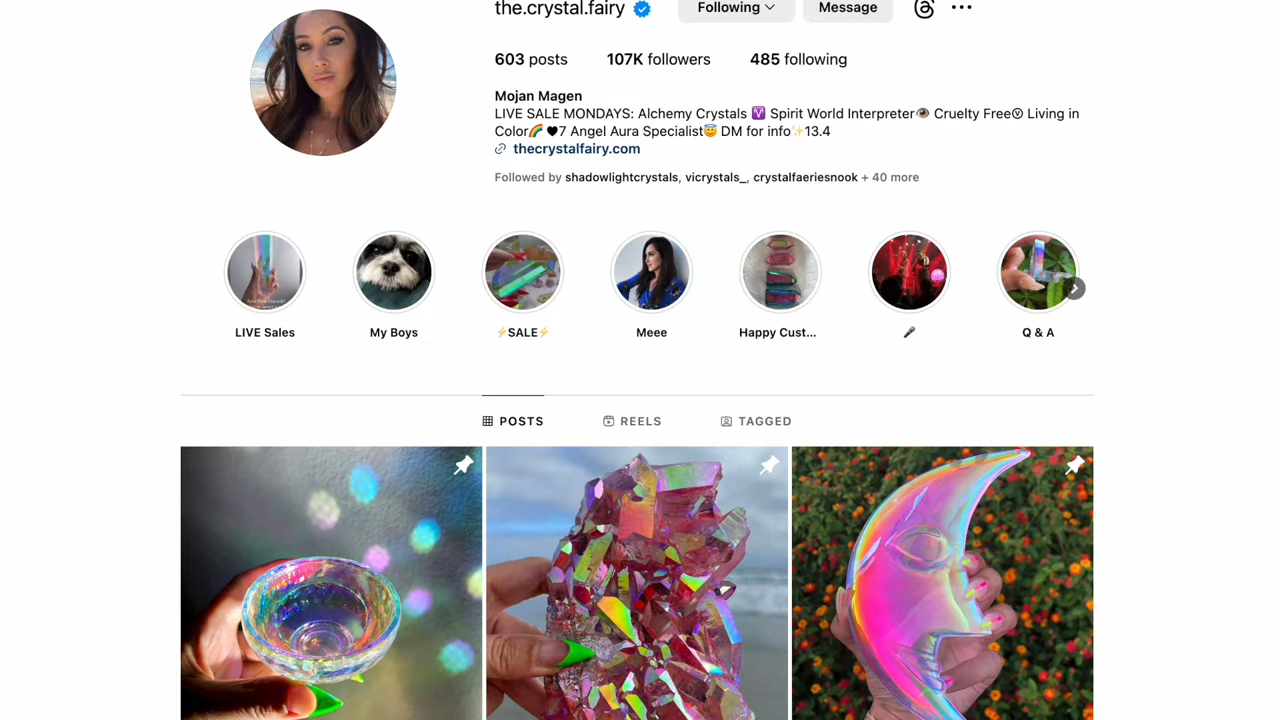 the.crystal.fairy Following Message
603 posts 107K followers 485 following
Mojan Magen
LIVE SALE MONDAYS: Alchemy Crystals ♈ Spirit World Interpreter👁 Cruelty FreeⓋ Living in
Color🌈 🖤7 Angel Aura Specialist😇 DM for info✨13.4
thecrystalfairy.com
Followed by shadowlightcrystals, vicrystals_, crystalfaeriesnook + 40 more
LIVE Sales My Boys ⚡SALE⚡ Meee Happy Cust... 🎤 Q & A
POSTS REELS TAGGED